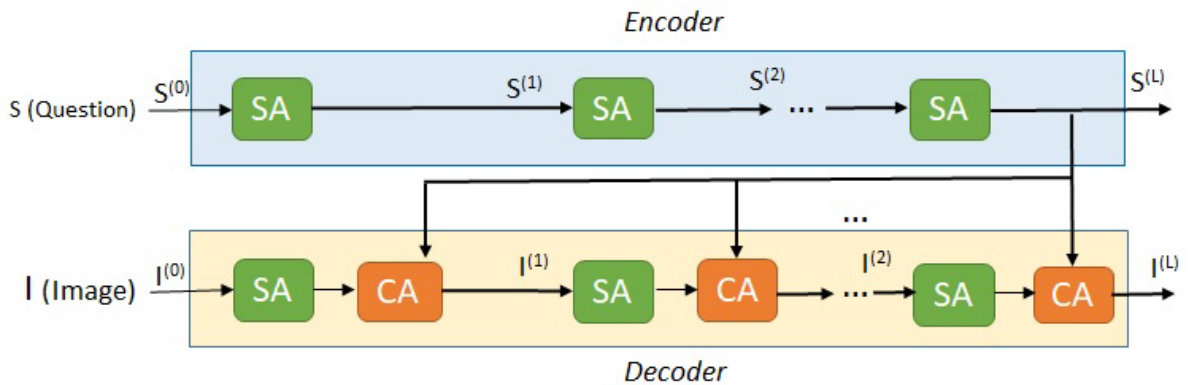 Encoder
S (Question) S⁽⁰⁾ SA S⁽¹⁾ SA S⁽²⁾ ... SA S⁽ᴸ⁾
...
I (Image) I⁽⁰⁾ SA CA I⁽¹⁾ SA CA I⁽²⁾ ... SA CA I⁽ᴸ⁾
Decoder